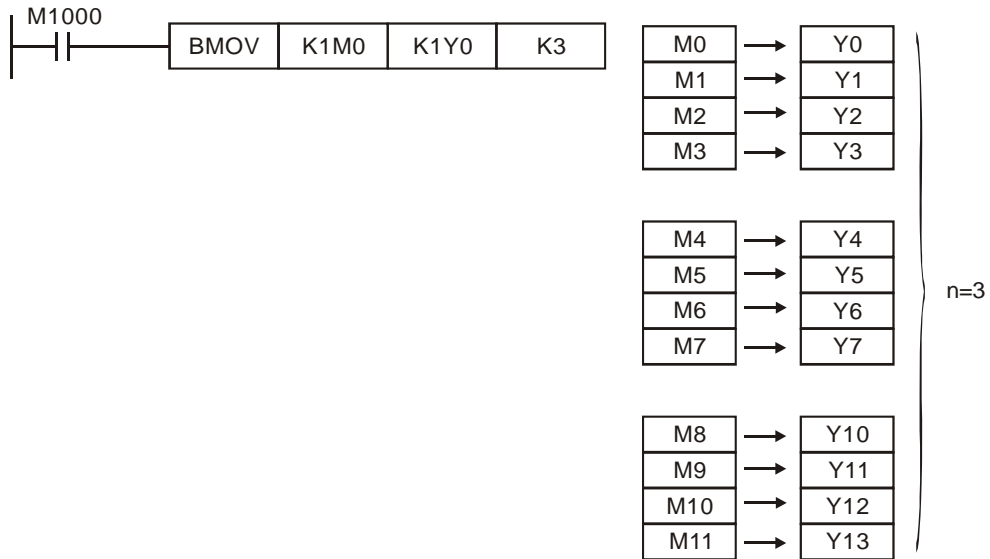 M1000
BMOV K1M0 K1Y0 K3
M0 Y0
M1 Y1
M2 Y2
M3 Y3
M4 Y4
M5 Y5
M6 Y6
M7 Y7
n=3
M8 Y10
M9 Y11
M10 Y12
M11 Y13